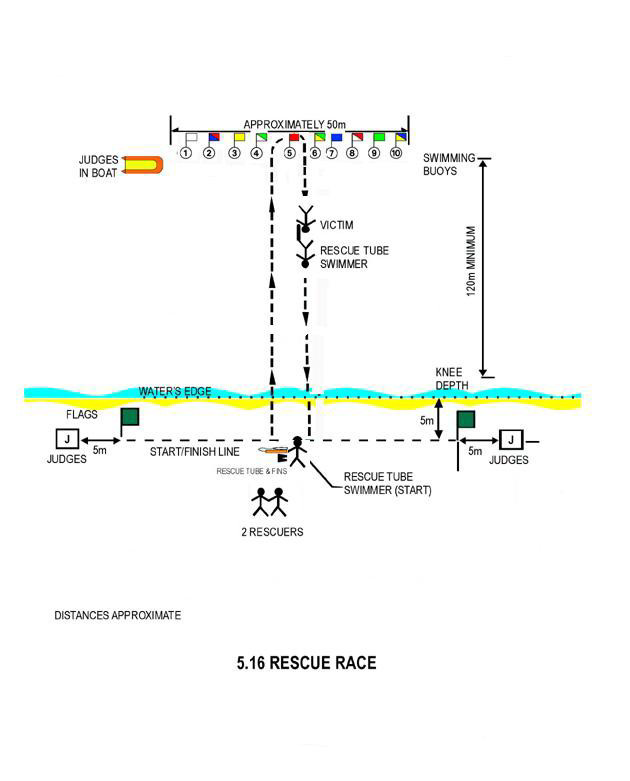 APPROXIMATELY 50m
1 2 3 4 5 6 7 8 9 10
JUDGES
IN BOAT
SWIMMING
BUOYS
VICTIM
RESCUE TUBE
SWIMMER
120m MINIMUM
KNEE
DEPTH
WATER'S EDGE
FLAGS
5m
J
JUDGES
5m
START/FINISH LINE
5m
J
JUDGES
RESCUE TUBE & FINS
RESCUE TUBE
SWIMMER (START)
2 RESCUERS
DISTANCES APPROXIMATE
5.16 RESCUE RACE